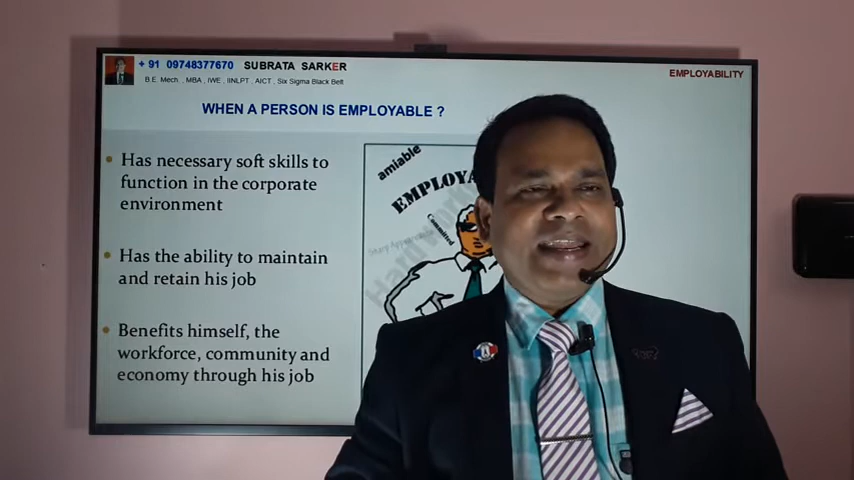 + 91 09748377670 SUBRATA SARKER
B.E. Mech , MBA , IWE , IINLPT , AICT , Six Sigma Black Belt
EMPLOYABILITY
WHEN A PERSON IS EMPLOYABLE ?
• Has necessary soft skills to
function in the corporate
environment
• Has the ability to maintain
and retain his job
• Benefits himself, the
workforce, community and
economy through his job
amiable
Committed